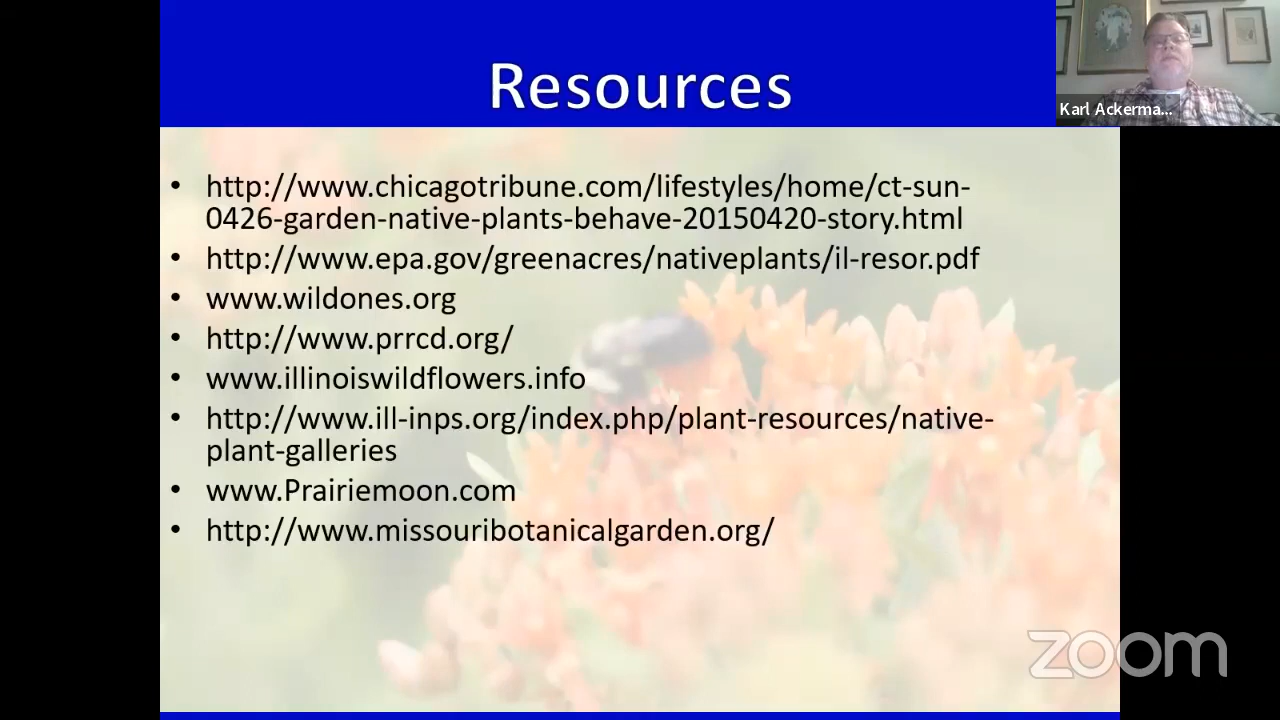 Resources
Karl Ackerma...
• http://www.chicagotribune.com/lifestyles/home/ct-sun-
0426-garden-native-plants-behave-20150420-story.html
• http://www.epa.gov/greenacres/nativeplants/il-resor.pdf
• www.wildones.org
• http://www.prrcd.org/
• www.illinoiswildflowers.info
• http://www.ill-inps.org/index.php/plant-resources/native-
plant-galleries
• www.Prairiemoon.com
• http://www.missouribotanicalgarden.org/
zoom